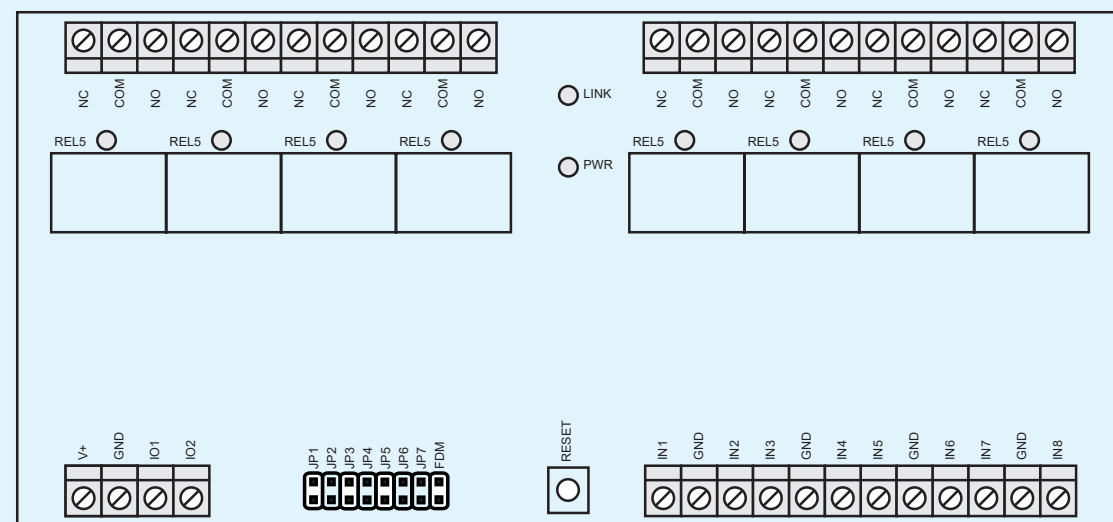 NC COM NO NC COM NO NC COM NO NC COM NO
NC COM NO NC COM NO NC COM NO NC COM NO
LINK
REL5 REL5 REL5 REL5
REL5 REL5 REL5 REL5
PWR
V+ GND IO1 IO2
JP1 JP2 JP3 JP4 JP5 JP6 JP7 FDM
RESET
IN1 GND IN2 IN3 GND IN4 IN5 GND IN6 IN7 GND IN8